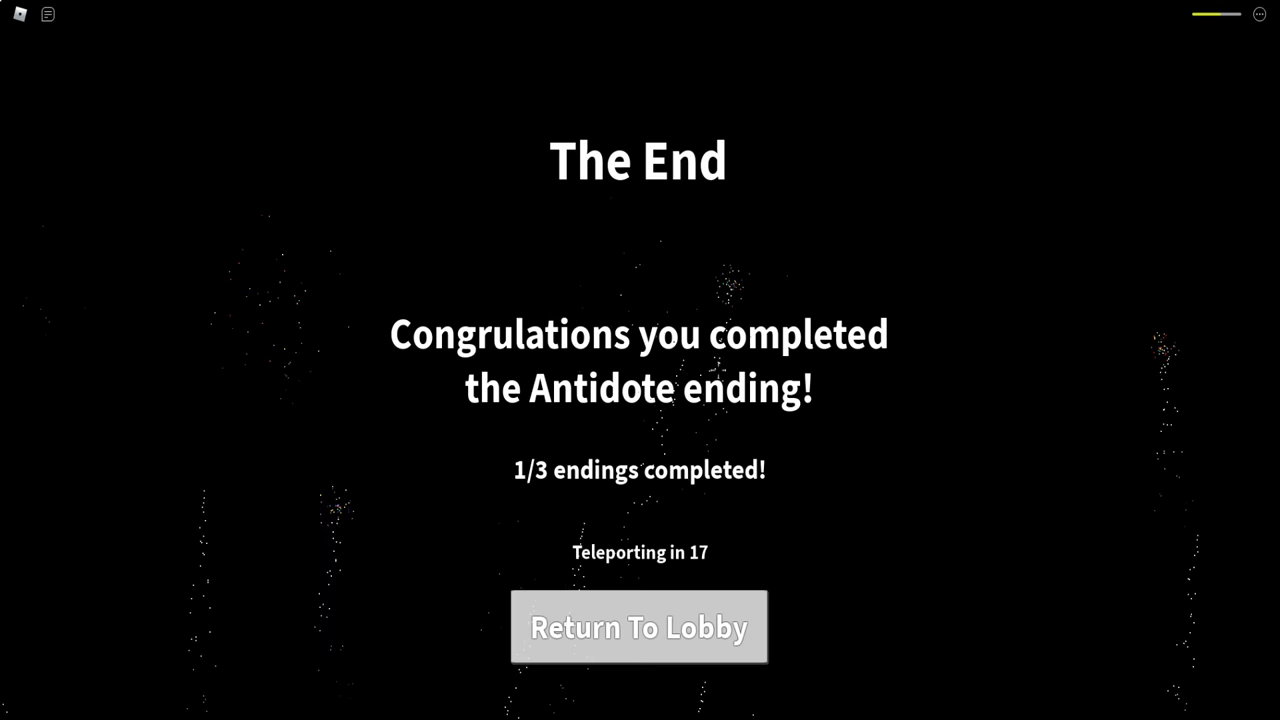 The End
Congrulations you completed
the Antidote ending!
1/3 endings completed!
Teleporting in 17
Return To Lobby